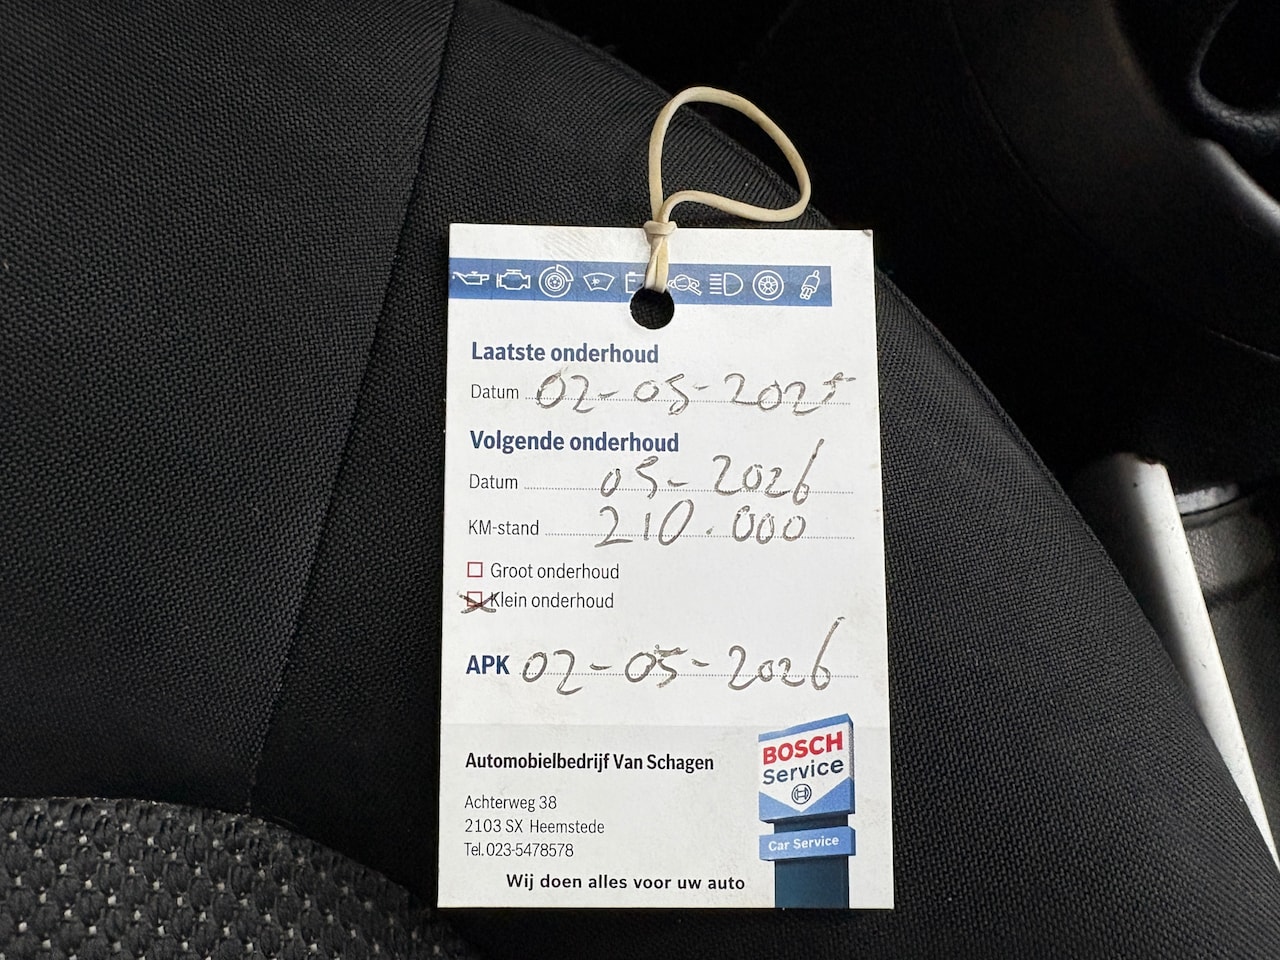 Laatste onderhoud
Datum 02-05-2025
Volgende onderhoud
Datum 05-2026
KM-stand 210.000
Groot onderhoud
Klein onderhoud
APK 02-05-2026
Automobielbedrijf Van Schagen
Achterweg 38
2103 SX Heemstede
Tel. 023-5478578
Wij doen alles voor uw auto
BOSCH
Service
Car Service